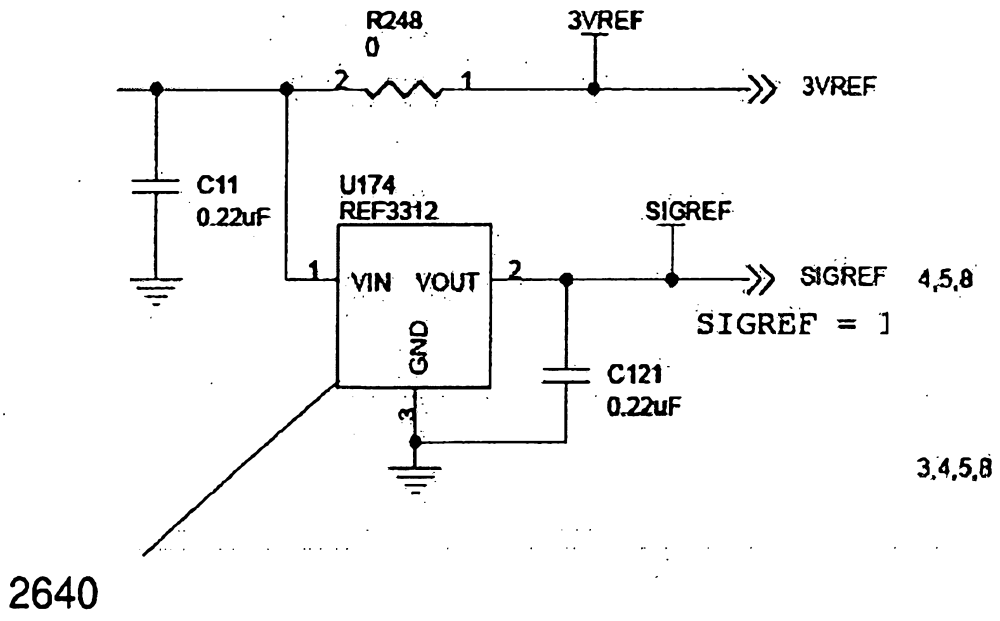 R248
0
3VREF
2
1
3VREF
C11
0.22uF
U174
REF3312
SIGREF
1
VIN
VOUT
2
SIGREF
4,5,8
SIGREF =
GND
C121
0.22uF
3
3,4,5,8
2640